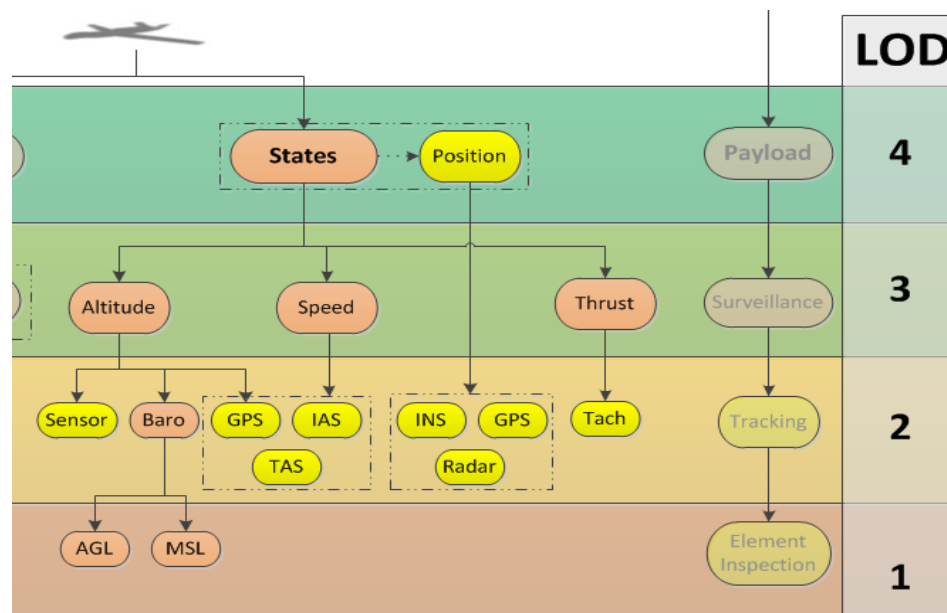 LOD
States
Position
Payload
4
Altitude
Speed
Thrust
Surveillance
3
Sensor
Baro
GPS
IAS
TAS
INS
GPS
Radar
Tach
Tracking
2
AGL
MSL
Element
Inspection
1